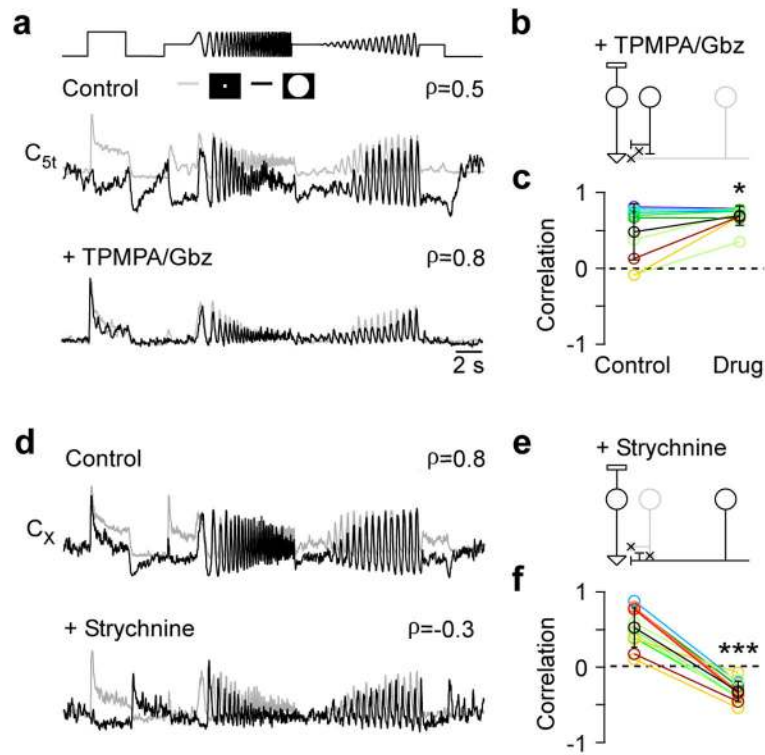 a
Control
ρ=0.5
C5t
+ TPMPA/Gbz
ρ=0.8
2 s
b
+ TPMPA/Gbz
c
*
1
0
-1
Correlation
Control
Drug
d
Control
ρ=0.8
Cx
+ Strychnine
ρ=-0.3
e
+ Strychnine
f
1
***
0
-1
Correlation